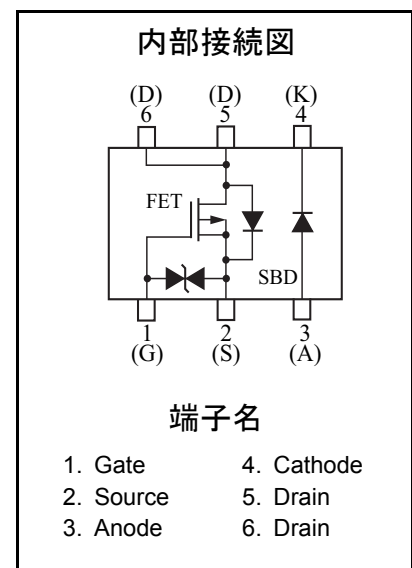 内部接続図
(D) (D) (K)
6 5 4
FET
SBD
1 2 3
(G) (S) (A)
端子名
1. Gate 4. Cathode
2. Source 5. Drain
3. Anode 6. Drain